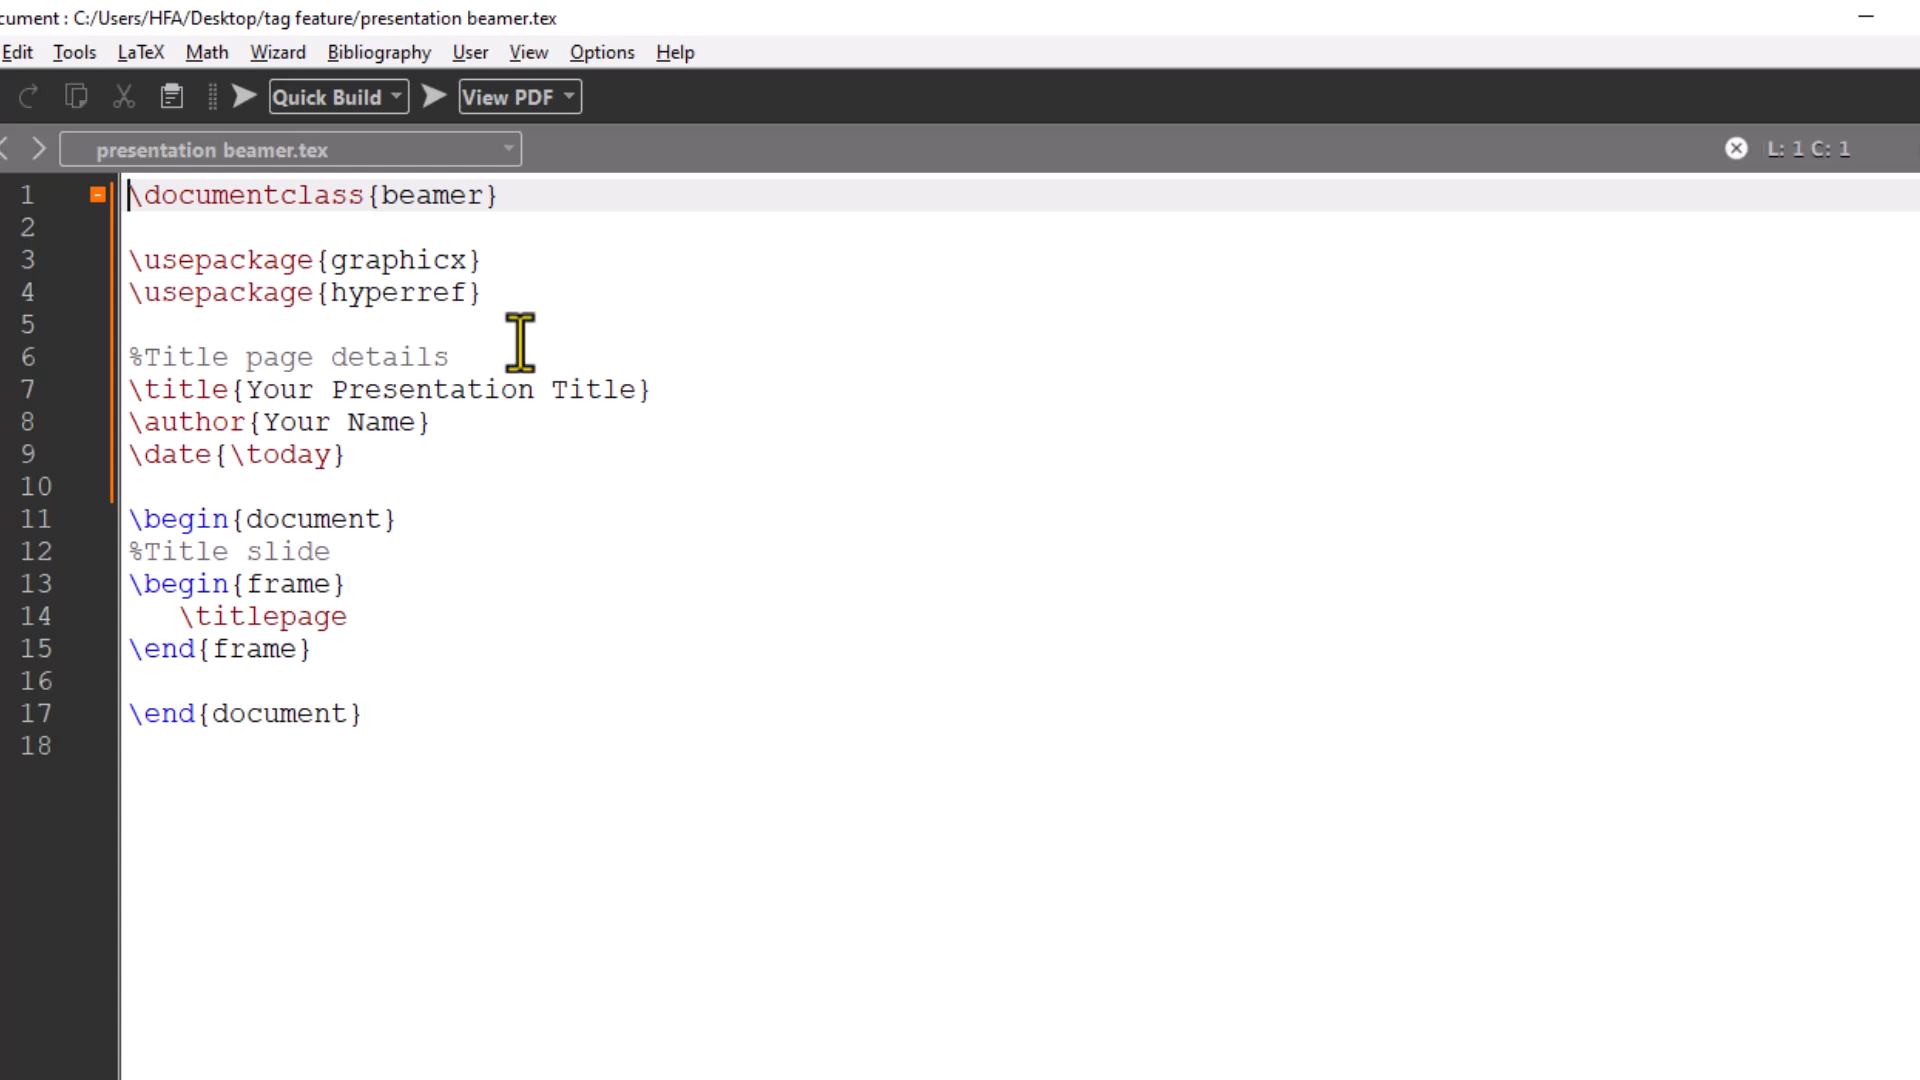 cument : C:/Users/HFA/Desktop/tag feature/presentation beamer.tex
Edit Tools LaTeX Math Wizard Bibliography User View Options Help
Quick Build View PDF
presentation beamer.tex L: 1 C: 1
1 \documentclass{beamer}
2
3 \usepackage{graphicx}
4 \usepackage{hyperref}
5
6 %Title page details
7 \title{Your Presentation Title}
8 \author{Your Name}
9 \date{\today}
10
11 \begin{document}
12 %Title slide
13 \begin{frame}
14 \titlepage
15 \end{frame}
16
17 \end{document}
18